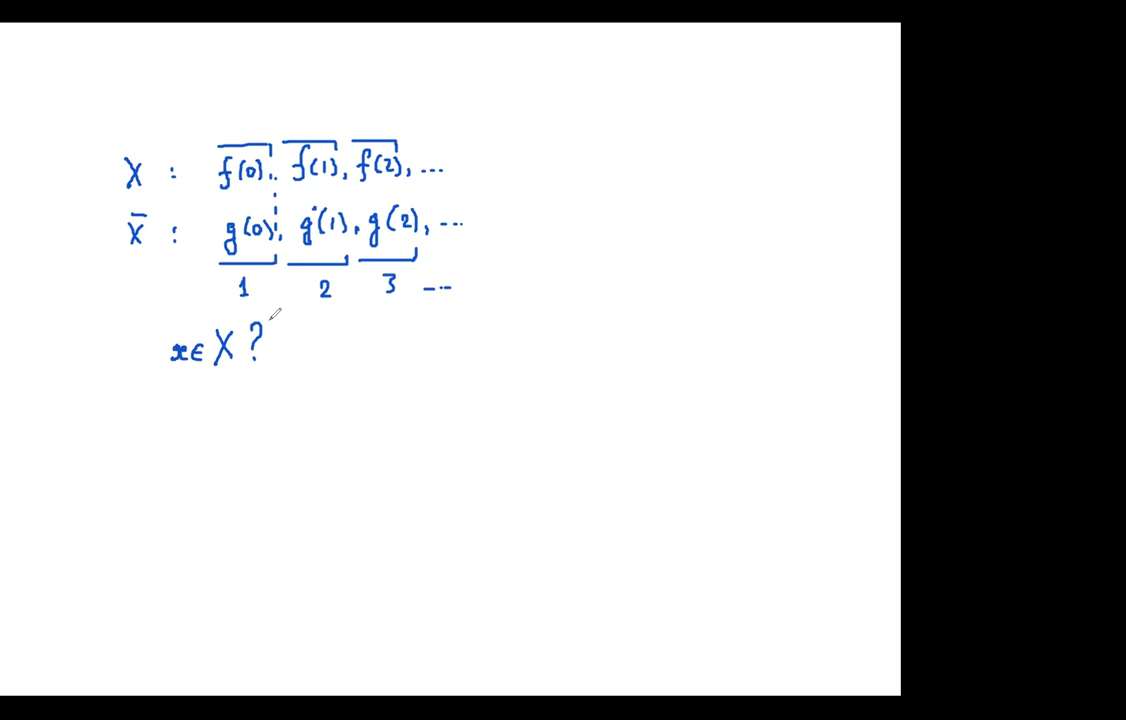 X : f(0), f(1), f(2), ...
X̄ : g(0), g(1), g(2), ...
1 2 3 ...
x ∈ X ?